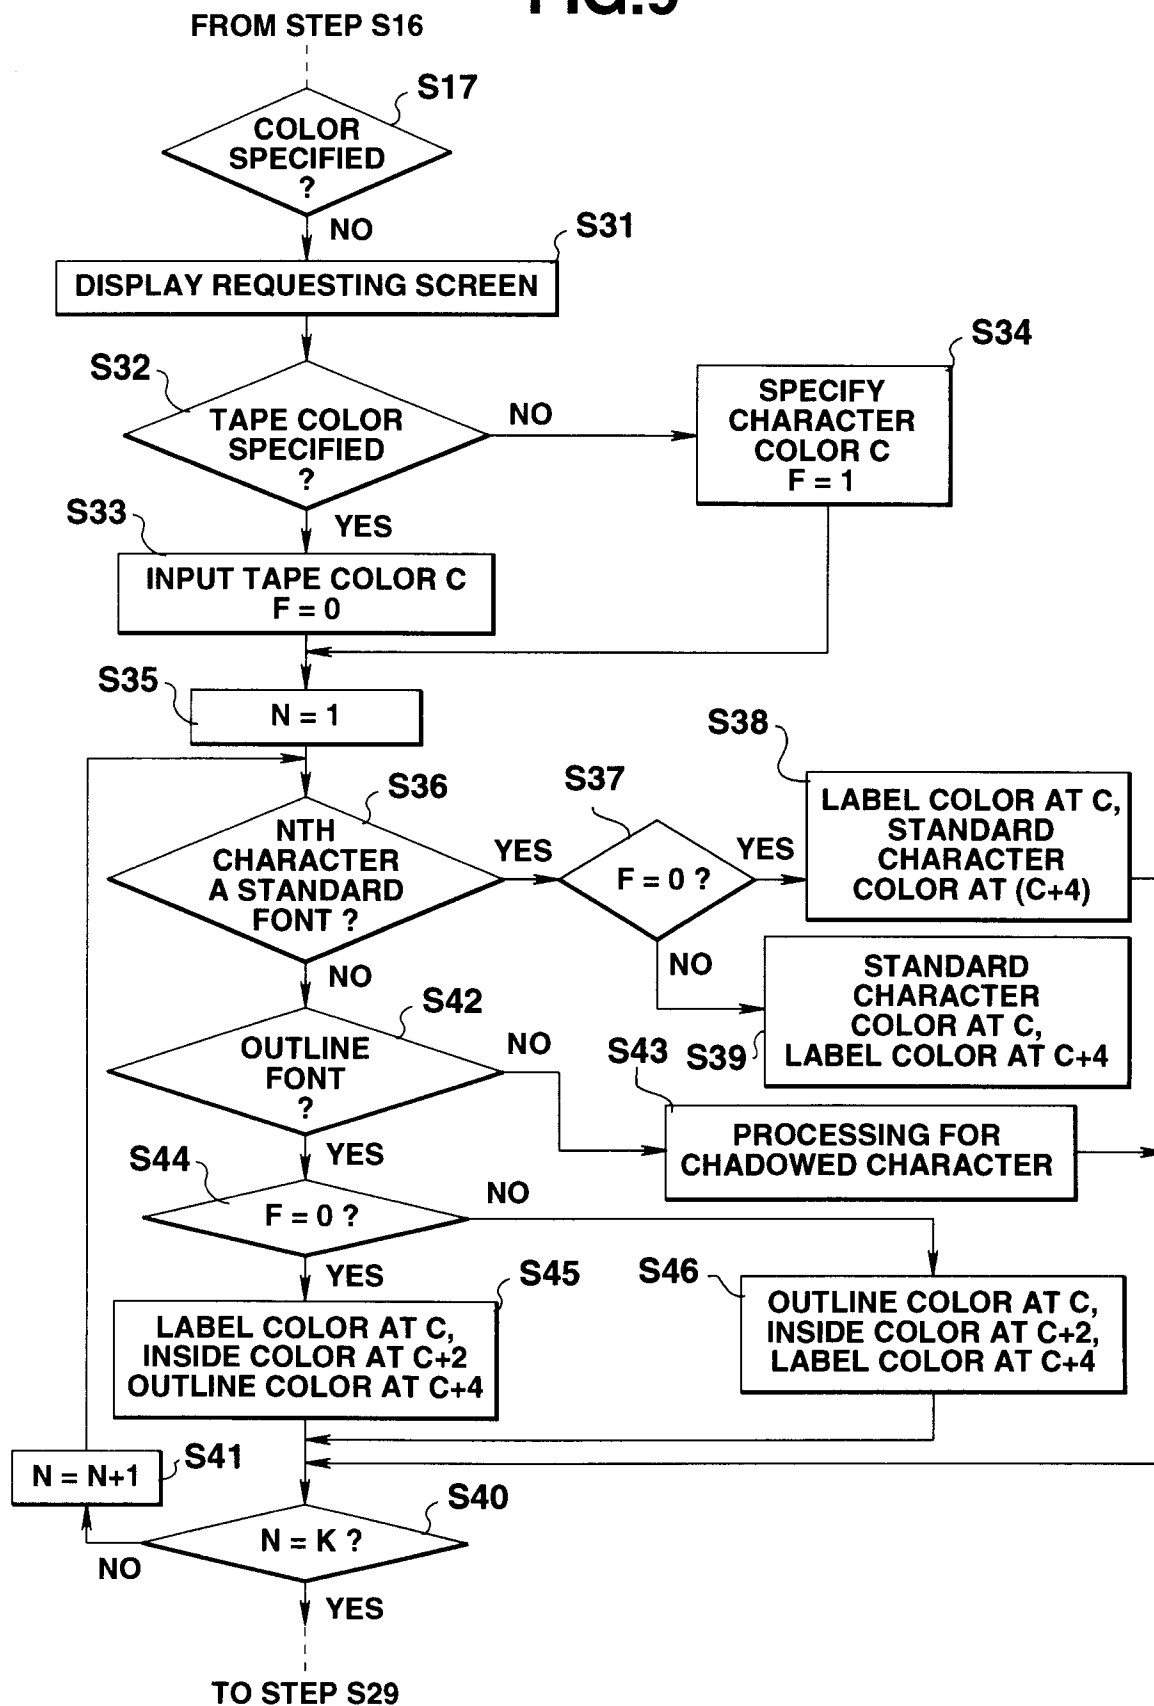 FROM STEP S16
S17
COLOR
SPECIFIED
?
NO
S31
DISPLAY REQUESTING SCREEN
S32
TAPE COLOR
SPECIFIED
?
NO
S34
SPECIFY
CHARACTER
COLOR C
F = 1
S33
YES
INPUT TAPE COLOR C
F = 0
S35
N = 1
S36
NTH
CHARACTER
A STANDARD
FONT ?
YES
S37
F = 0 ?
YES
S38
LABEL COLOR AT C,
STANDARD
CHARACTER
COLOR AT (C+4)
NO
S39
STANDARD
CHARACTER
COLOR AT C,
LABEL COLOR AT C+4
NO
S42
OUTLINE
FONT
?
NO
S43
PROCESSING FOR
CHADOWED CHARACTER
YES
S44
F = 0 ?
NO
YES
S45
LABEL COLOR AT C,
INSIDE COLOR AT C+2
OUTLINE COLOR AT C+4
S46
OUTLINE COLOR AT C,
INSIDE COLOR AT C+2,
LABEL COLOR AT C+4
S41
N = N+1
S40
N = K ?
NO
YES
TO STEP S29